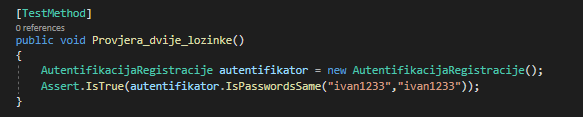 [TestMethod]
0 references
public void Provjera_dvije_lozinke()
{
AutentifikacijaRegistracije autentifikator = new AutentifikacijaRegistracije();
Assert.IsTrue(autentifikator.IsPasswordsSame("ivan1233","ivan1233"));
}